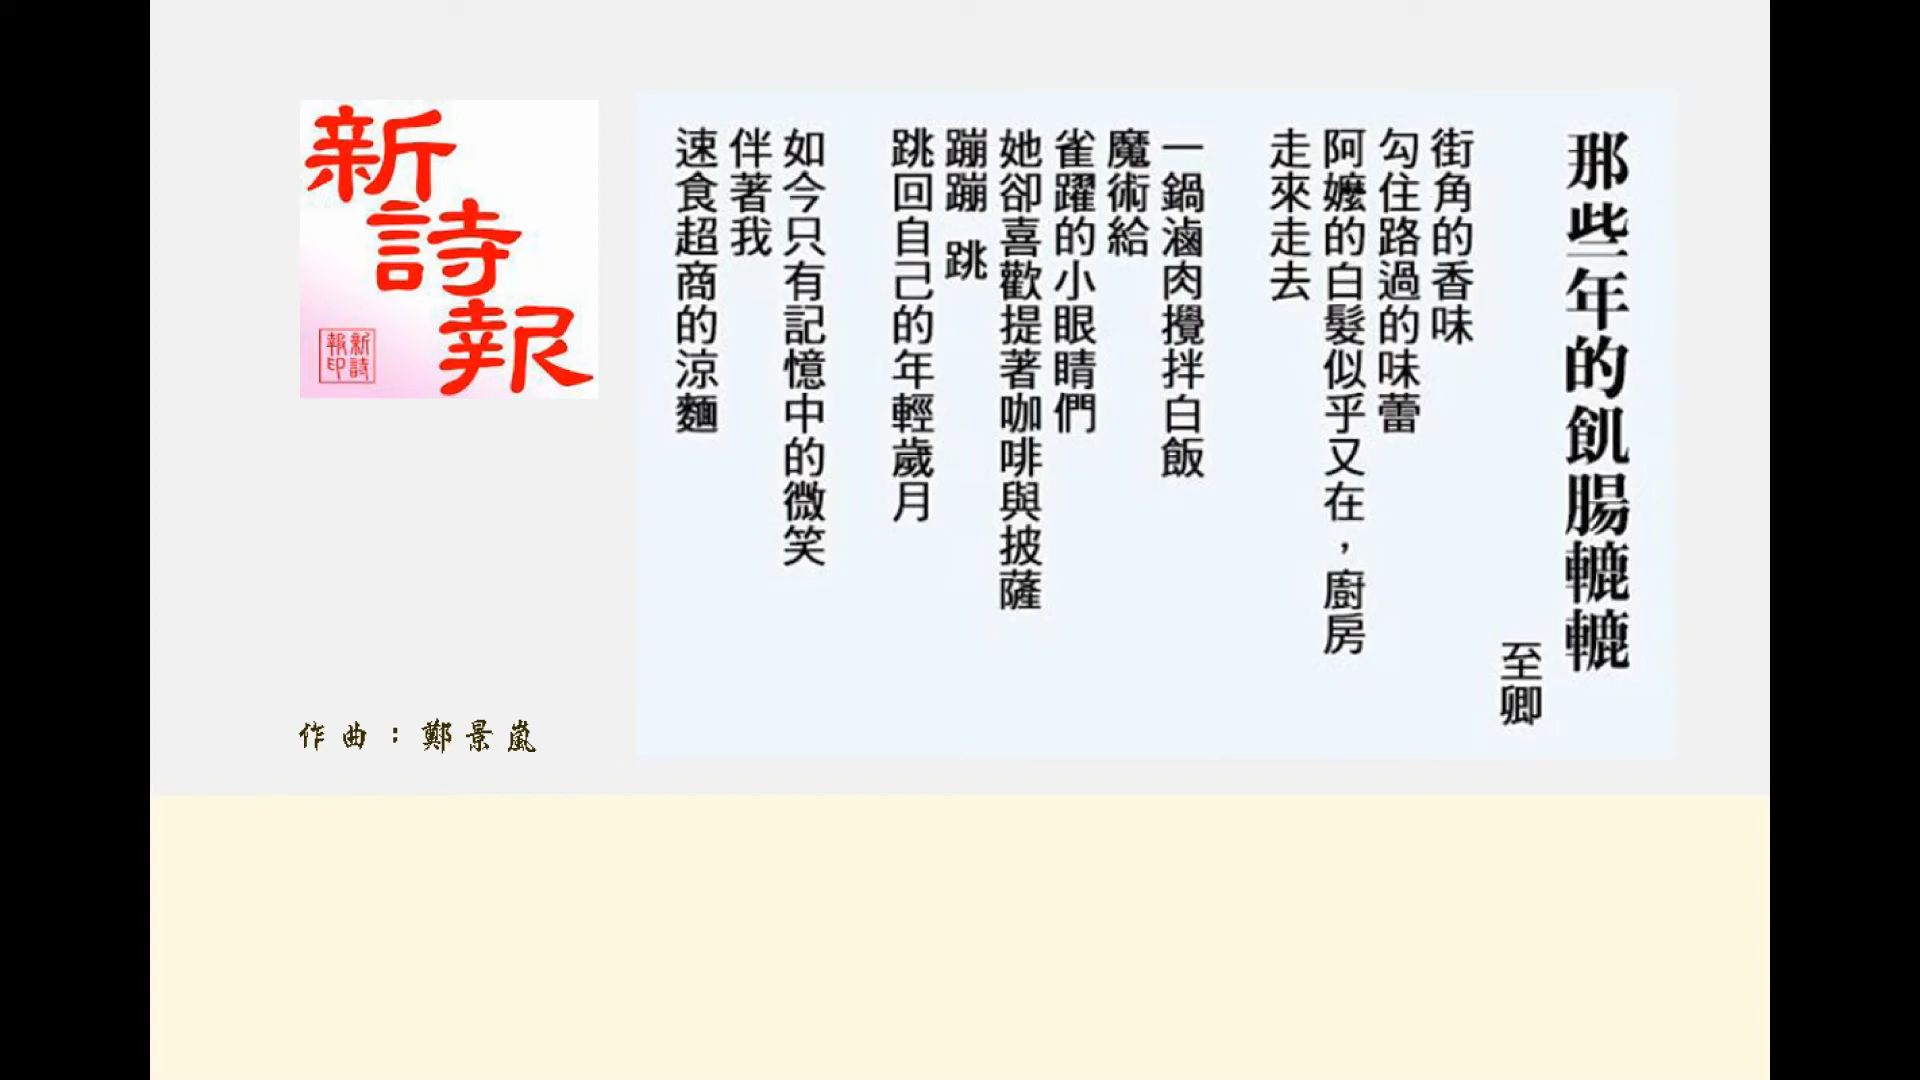 新詩報
新詩報印
那些年的飢腸轆轆
至卿
街角的香味
勾住路過的味蕾
阿嬤的白髮似乎又在，廚房
走來走去
一鍋滷肉攪拌白飯
魔術給
雀躍的小眼睛們
她卻喜歡提著咖啡與披薩
蹦蹦 跳
跳回自己的年輕歲月
如今只有記憶中的微笑
伴著我
速食超商的涼麵
作曲：鄭景嵐